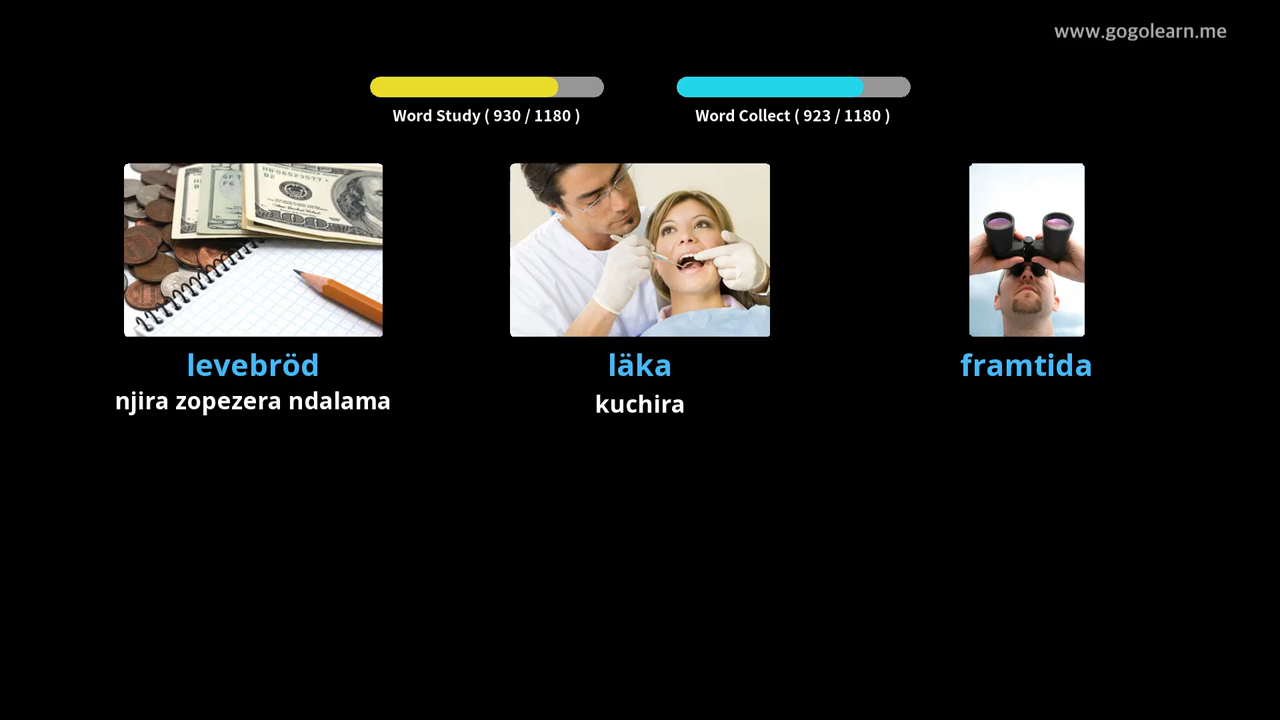 www.gogolearn.me
Word Study ( 930 / 1180 )
Word Collect ( 923 / 1180 )
levebröd
njira zopezera ndalama
läka
kuchira
framtida